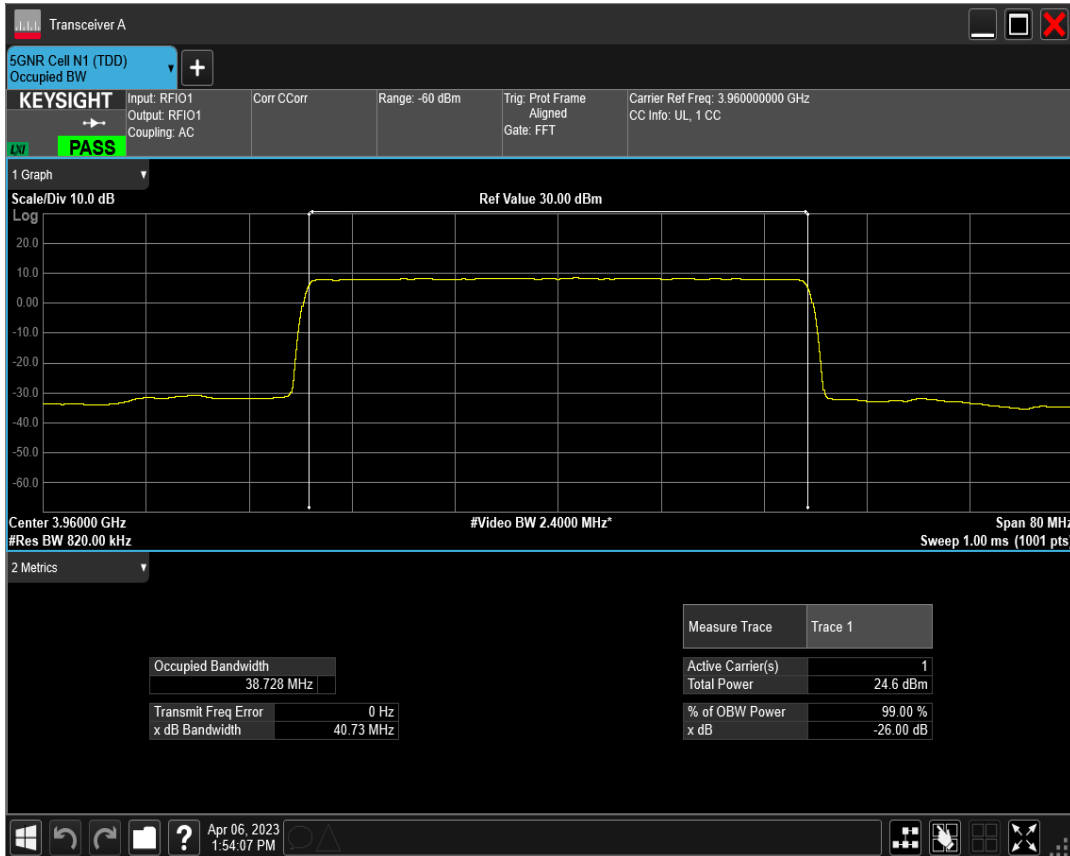 Transceiver A
5GNR Cell N1 (TDD)
Occupied BW
+
KEYSIGHT
LXI
PASS
Input: RFIO1
Output: RFIO1
Coupling: AC
Corr CCorr
Range: -60 dBm
Trig: Prot Frame
Aligned
Gate: FFT
Carrier Ref Freq: 3.960000000 GHz
CC Info: UL, 1 CC
1 Graph
Scale/Div 10.0 dB
Ref Value 30.00 dBm
Log
20.0
10.0
0.00
-10.0
-20.0
-30.0
-40.0
-50.0
-60.0
Center 3.96000 GHz
#Video BW 2.4000 MHz*
Span 80 MHz
#Res BW 820.00 kHz
Sweep 1.00 ms (1001 pts)
2 Metrics
Measure Trace Trace 1
Occupied Bandwidth
38.728 MHz
Transmit Freq Error 0 Hz
x dB Bandwidth 40.73 MHz
Active Carrier(s) 1
Total Power 24.6 dBm
% of OBW Power 99.00 %
x dB -26.00 dB
?
Apr 06, 2023
1:54:07 PM